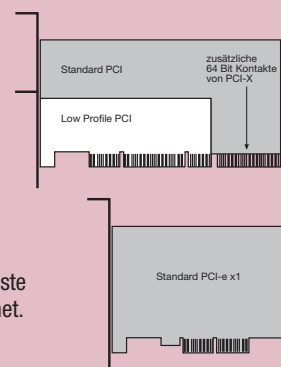 Standard PCI
zusätzliche
64 Bit Kontakte
von PCI-X
Low Profile PCI
ste
net.
Standard PCI-e x1